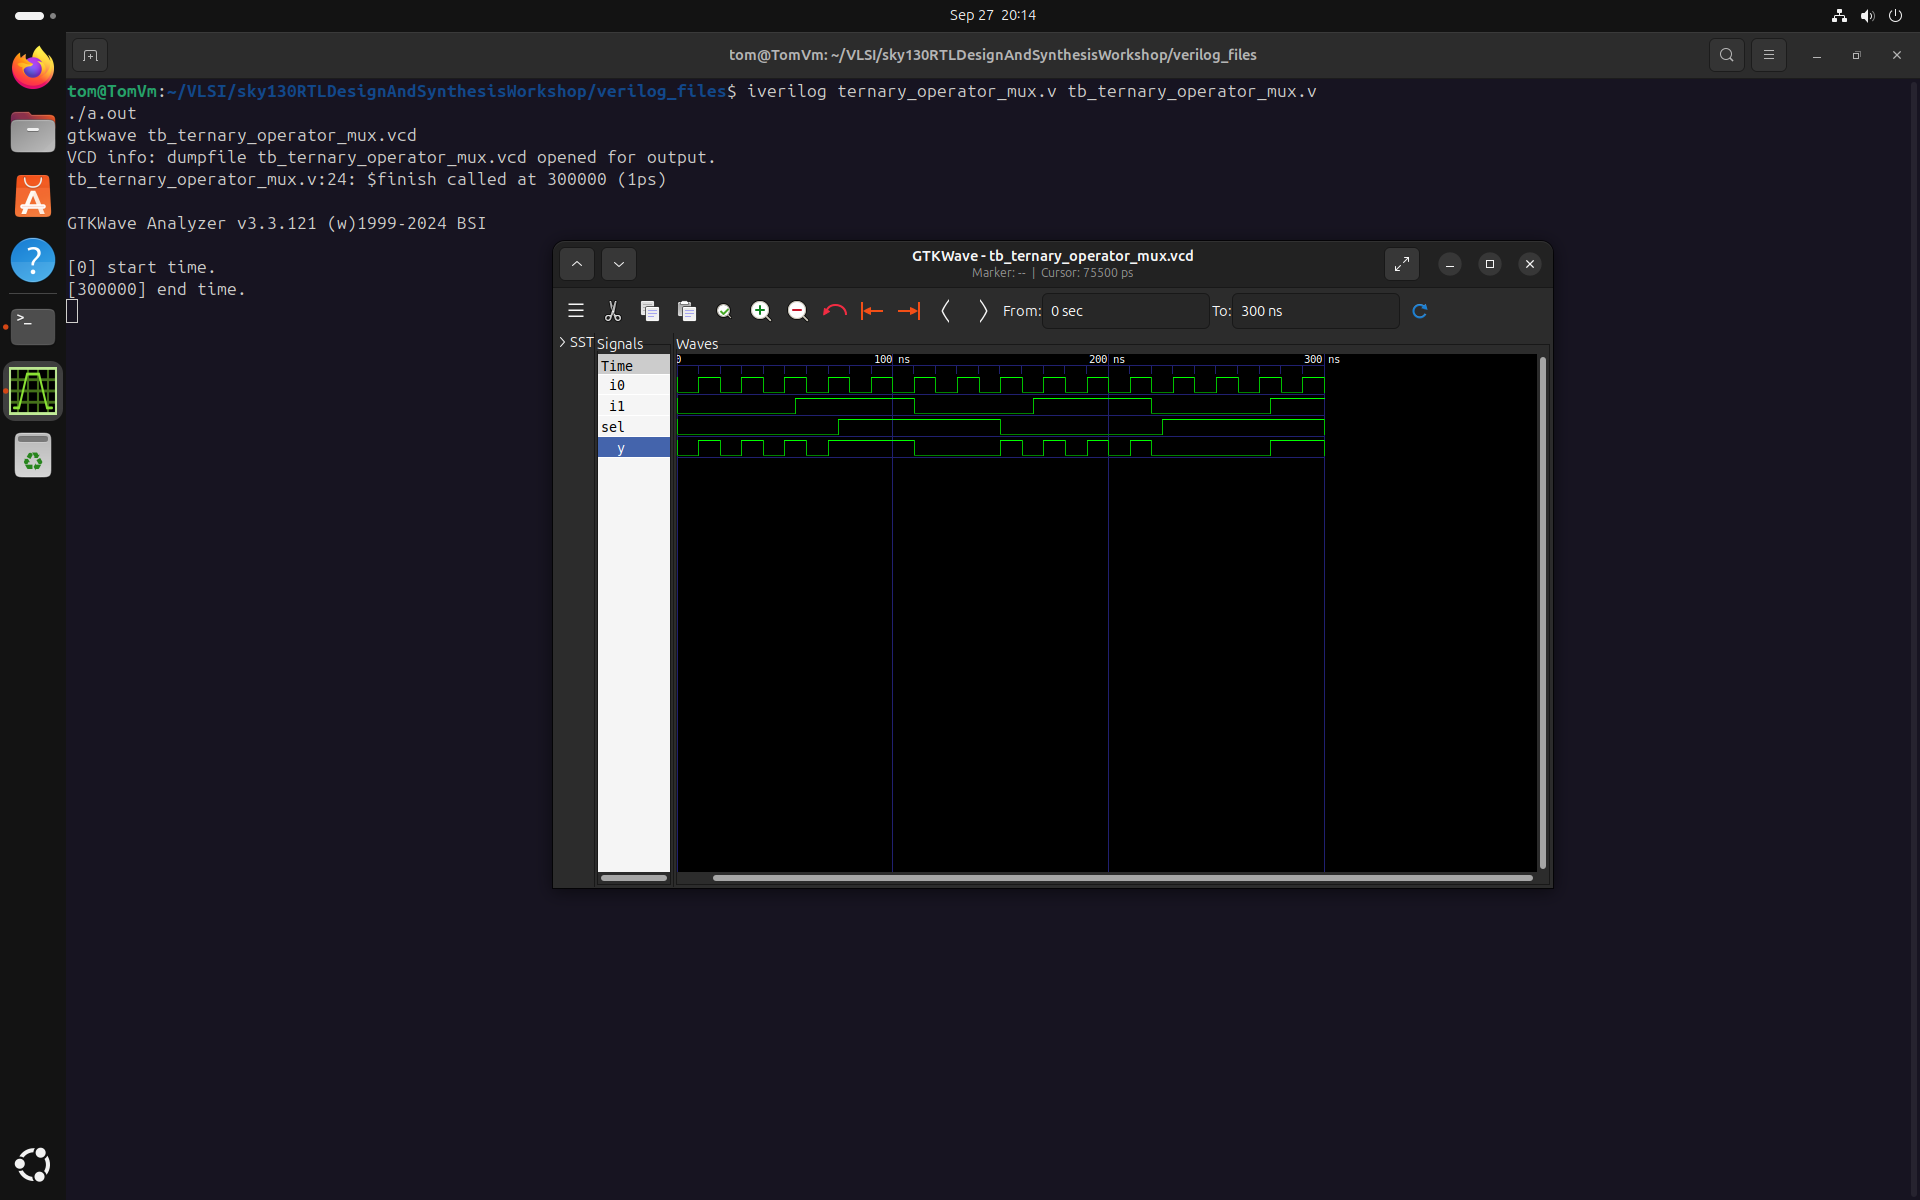 Sep 27 20:14
tom@TomVm: ~/VLSI/sky130RTLDesignAndSynthesisWorkshop/verilog_files
tom@TomVm:~/VLSI/sky130RTLDesignAndSynthesisWorkshop/verilog_files$ iverilog ternary_operator_mux.v tb_ternary_operator_mux.v
./a.out
gtkwave tb_ternary_operator_mux.vcd
VCD info: dumpfile tb_ternary_operator_mux.vcd opened for output.
tb_ternary_operator_mux.v:24: $finish called at 300000 (1ps)
GTKWave Analyzer v3.3.121 (w)1999-2024 BSI
[0] start time.
[300000] end time.
GTKWave - tb_ternary_operator_mux.vcd
Marker: -- | Cursor: 75500 ps
From: 0 sec To: 300 ns
SST Signals Waves
Time 0 100 ns 200 ns 300 ns
i0
i1
sel
y